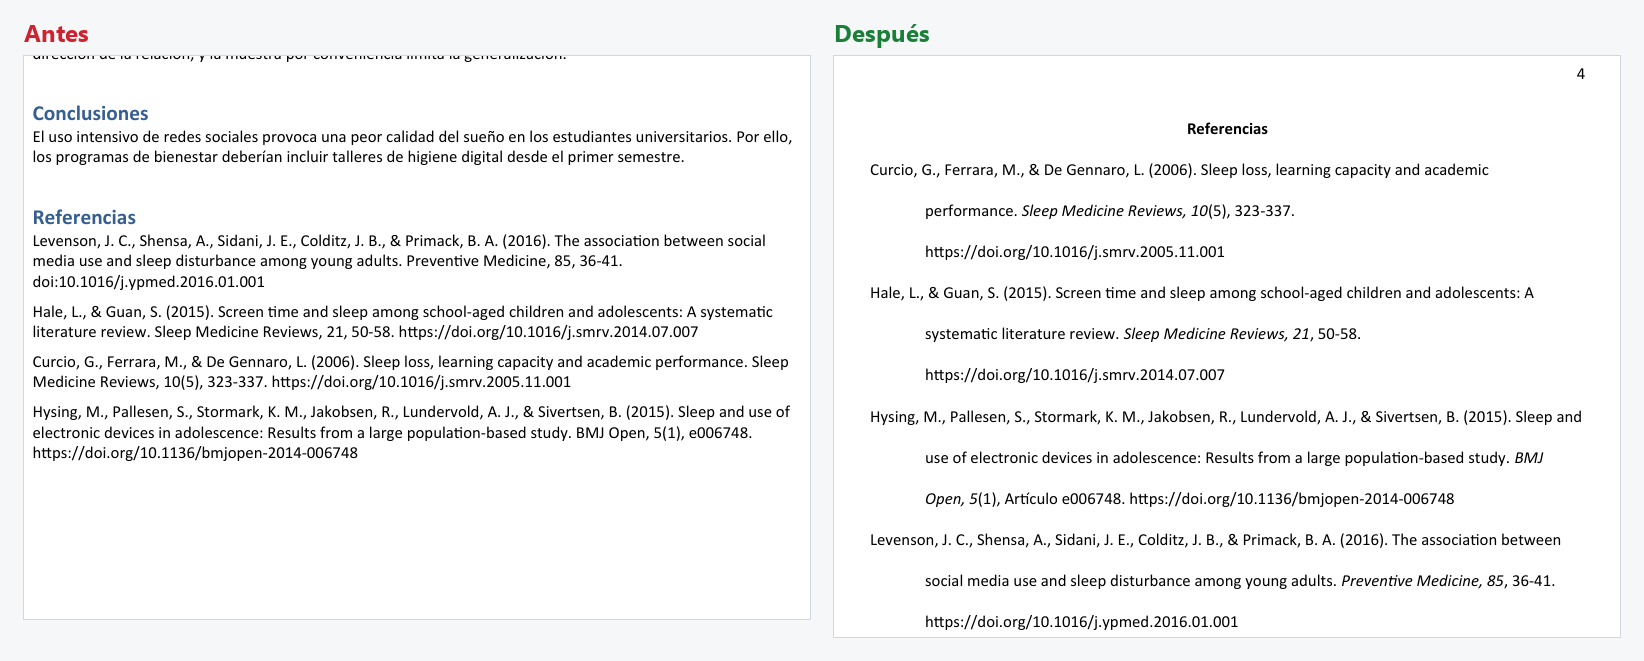 Antes
dirección de la relación, y la muestra por conveniencia limita la generalización.
Conclusiones
El uso intensivo de redes sociales provoca una peor calidad del sueño en los estudiantes universitarios. Por ello,
los programas de bienestar deberían incluir talleres de higiene digital desde el primer semestre.
Referencias
Levenson, J. C., Shensa, A., Sidani, J. E., Colditz, J. B., & Primack, B. A. (2016). The association between social
media use and sleep disturbance among young adults. Preventive Medicine, 85, 36-41.
doi:10.1016/j.ypmed.2016.01.001
Hale, L., & Guan, S. (2015). Screen time and sleep among school-aged children and adolescents: A systematic
literature review. Sleep Medicine Reviews, 21, 50-58. https://doi.org/10.1016/j.smrv.2014.07.007
Curcio, G., Ferrara, M., & De Gennaro, L. (2006). Sleep loss, learning capacity and academic performance. Sleep
Medicine Reviews, 10(5), 323-337. https://doi.org/10.1016/j.smrv.2005.11.001
Hysing, M., Pallesen, S., Stormark, K. M., Jakobsen, R., Lundervold, A. J., & Sivertsen, B. (2015). Sleep and use of
electronic devices in adolescence: Results from a large population-based study. BMJ Open, 5(1), e006748.
https://doi.org/10.1136/bmjopen-2014-006748
Después
4
Referencias
Curcio, G., Ferrara, M., & De Gennaro, L. (2006). Sleep loss, learning capacity and academic
performance. Sleep Medicine Reviews, 10(5), 323-337.
https://doi.org/10.1016/j.smrv.2005.11.001
Hale, L., & Guan, S. (2015). Screen time and sleep among school-aged children and adolescents: A
systematic literature review. Sleep Medicine Reviews, 21, 50-58.
https://doi.org/10.1016/j.smrv.2014.07.007
Hysing, M., Pallesen, S., Stormark, K. M., Jakobsen, R., Lundervold, A. J., & Sivertsen, B. (2015). Sleep and
use of electronic devices in adolescence: Results from a large population-based study. BMJ
Open, 5(1), Artículo e006748. https://doi.org/10.1136/bmjopen-2014-006748
Levenson, J. C., Shensa, A., Sidani, J. E., Colditz, J. B., & Primack, B. A. (2016). The association between
social media use and sleep disturbance among young adults. Preventive Medicine, 85, 36-41.
https://doi.org/10.1016/j.ypmed.2016.01.001